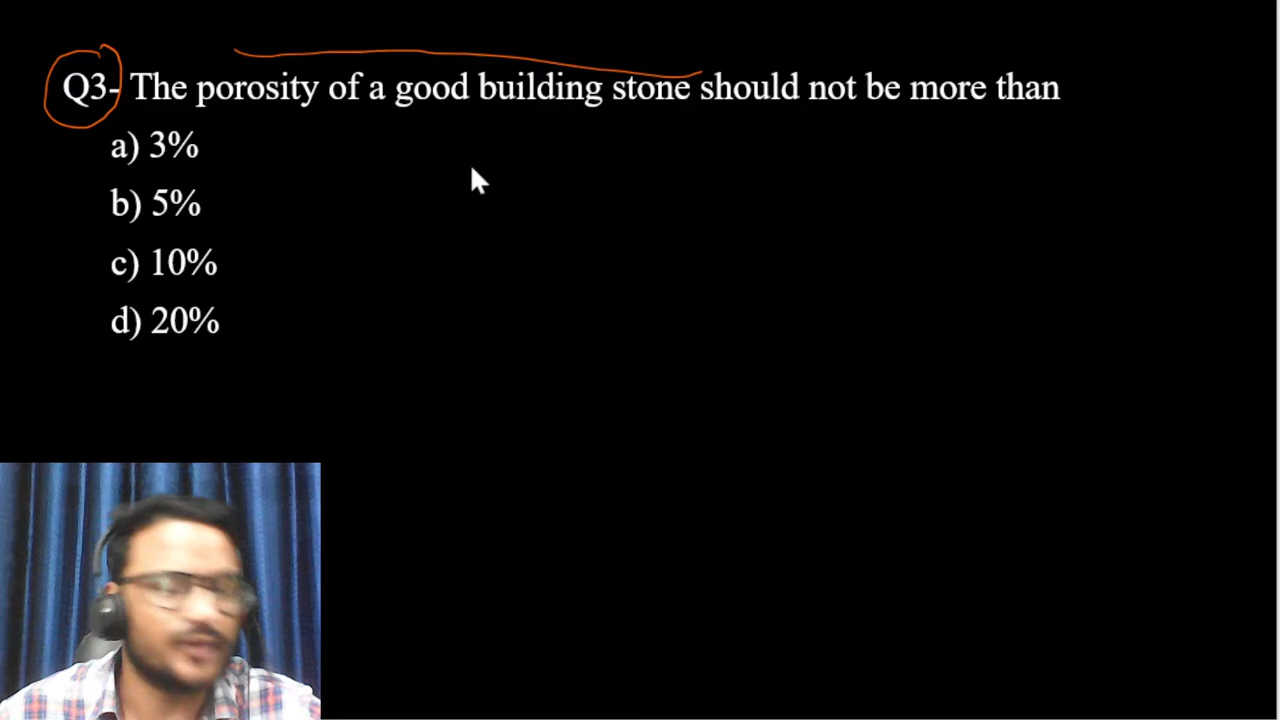 Q3- The porosity of a good building stone should not be more than
a) 3%
b) 5%
c) 10%
d) 20%